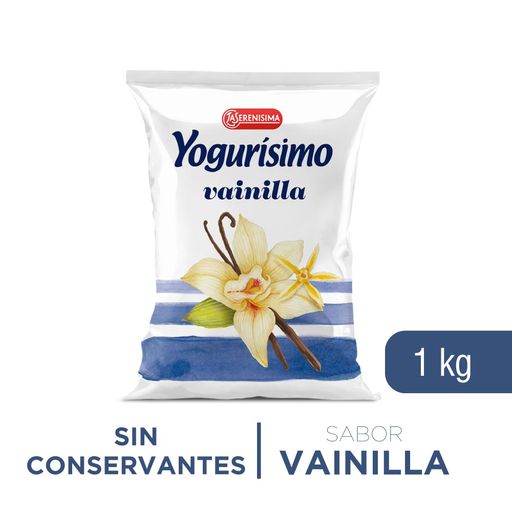 LA SERENISIMA
Yogurísimo
vainilla
1 kg
SIN
CONSERVANTES
SABOR
VAINILLA